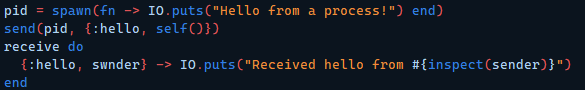 pid = spawn(fn -> IO.puts("Hello from a process!") end)
send(pid, {:hello, self()})
receive do
  {:hello, swnder} -> IO.puts("Received hello from #{inspect(sender)}")
end